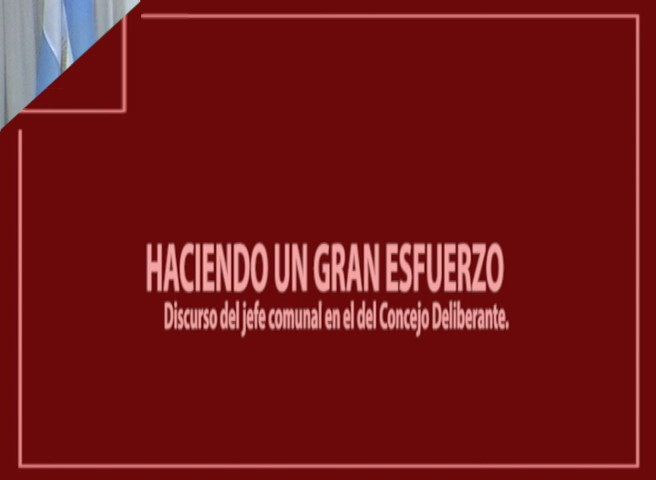 HACIENDO UN GRAN ESFUERZO
Discurso del jefe comunal en el del Concejo Deliberante.